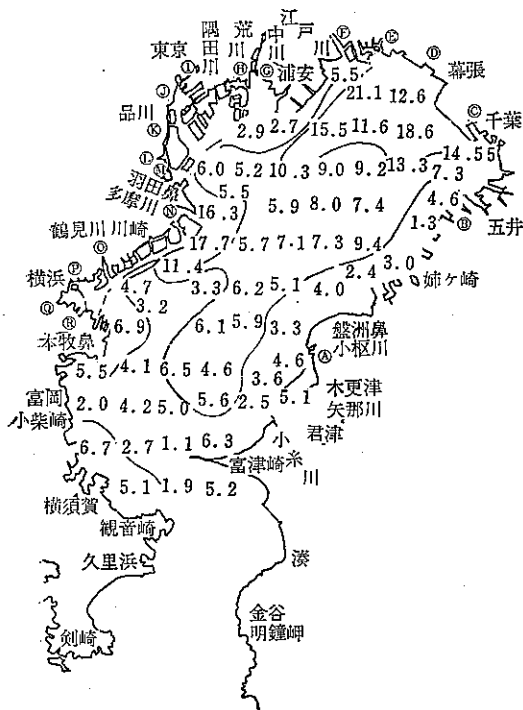 江戸川
中川
荒川
隅田川
東京
浦安
幕張
Ⓕ
Ⓔ
Ⓓ
Ⓘ
Ⓗ
Ⓖ
Ⓙ
品川
5.5
21.1 12.6
Ⓒ
千葉
Ⓚ
2.9 2.7 15.5 11.6 18.6
Ⓛ
Ⓜ
6.0 5.2 10.3 9.0 9.2 13.3 14.55
7.3
羽田鼻
多摩川
5.5
4.6
Ⓝ
16.3 5.9 8.0 7.4
1.3
Ⓑ
五井
鶴見川 川崎
Ⓞ
17.7 5.7 7.1 7.3 9.4
横浜
Ⓟ
11.4
2.4 3.0
姉ヶ崎
4.7 3.3 6.2 5.1 4.0
Ⓠ
Ⓡ
3.2
本牧鼻
6.9 6.1 5.9 3.3
盤洲鼻
Ⓐ
小枢川
5.5 4.1 6.5 4.6 4.6
3.6
木更津
矢那川
富岡
小柴崎
2.0 4.2 5.0 5.6 2.5 5.1
君津
6.7 2.7 1.1 6.3
小糸川
富津崎
横須賀
5.1 1.9 5.2
観音崎
久里浜
湊
金谷
明鐘岬
剣崎